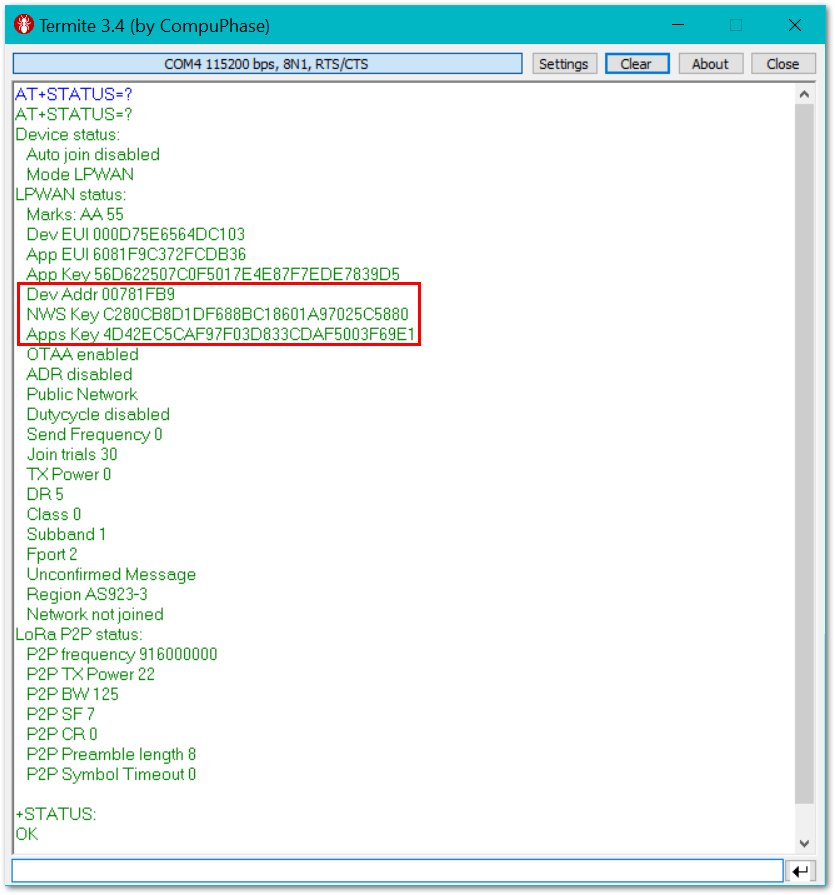 Termite 3.4 (by CompuPhase)
COM4 115200 bps, 8N1, RTS/CTS
Settings
Clear
About
Close
AT+STATUS=?
AT+STATUS=?
Device status:
Auto join disabled
Mode LPWAN
LPWAN status:
Marks: AA 55
Dev EUI 000D75E6564DC103
App EUI 6081F9C372FCDB36
App Key 56D622507C0F5017E4E87F7EDE7839D5
Dev Addr 00781FB9
NWS Key C280CB8D1DF688BC18601A97025C5880
Apps Key 4D42EC5CAF97F03D833CDAF5003F69E1
OTAA enabled
ADR disabled
Public Network
Dutycycle disabled
Send Frequency 0
Join trials 30
TX Power 0
DR 5
Class 0
Subband 1
Fport 2
Unconfirmed Message
Region AS923-3
Network not joined
LoRa P2P status:
P2P frequency 916000000
P2P TX Power 22
P2P BW 125
P2P SF 7
P2P CR 0
P2P Preamble length 8
P2P Symbol Timeout 0
+STATUS:
OK